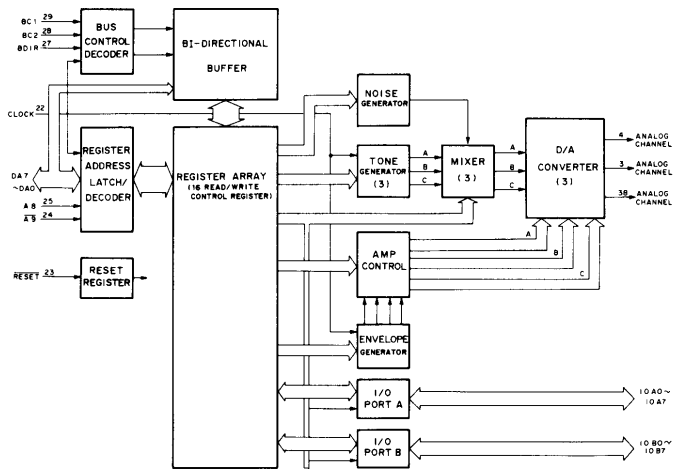 BC1 29
BC2 28
BDIR 27
BUS
CONTROL
DECODER
BI-DIRECTIONAL
BUFFER
CLOCK 22
DA7
~DA0
A8 25
A9 24
REGISTER
ADDRESS
LATCH/
DECODER
RESET 23
RESET
REGISTER
REGISTER ARRAY
(16 READ/WRITE
CONTROL REGISTER)
NOISE
GENERATOR
TONE
GENERATOR
(3)
A
B
C
MIXER
(3)
A
B
C
D/A
CONVERTER
(3)
4 ANALOG
CHANNEL
3 ANALOG
CHANNEL
38 ANALOG
CHANNEL
AMP
CONTROL
A
B
C
ENVELOPE
GENERATOR
I/O
PORT A
IOA0~
IOA7
I/O
PORT B
IOB0~
IOB7